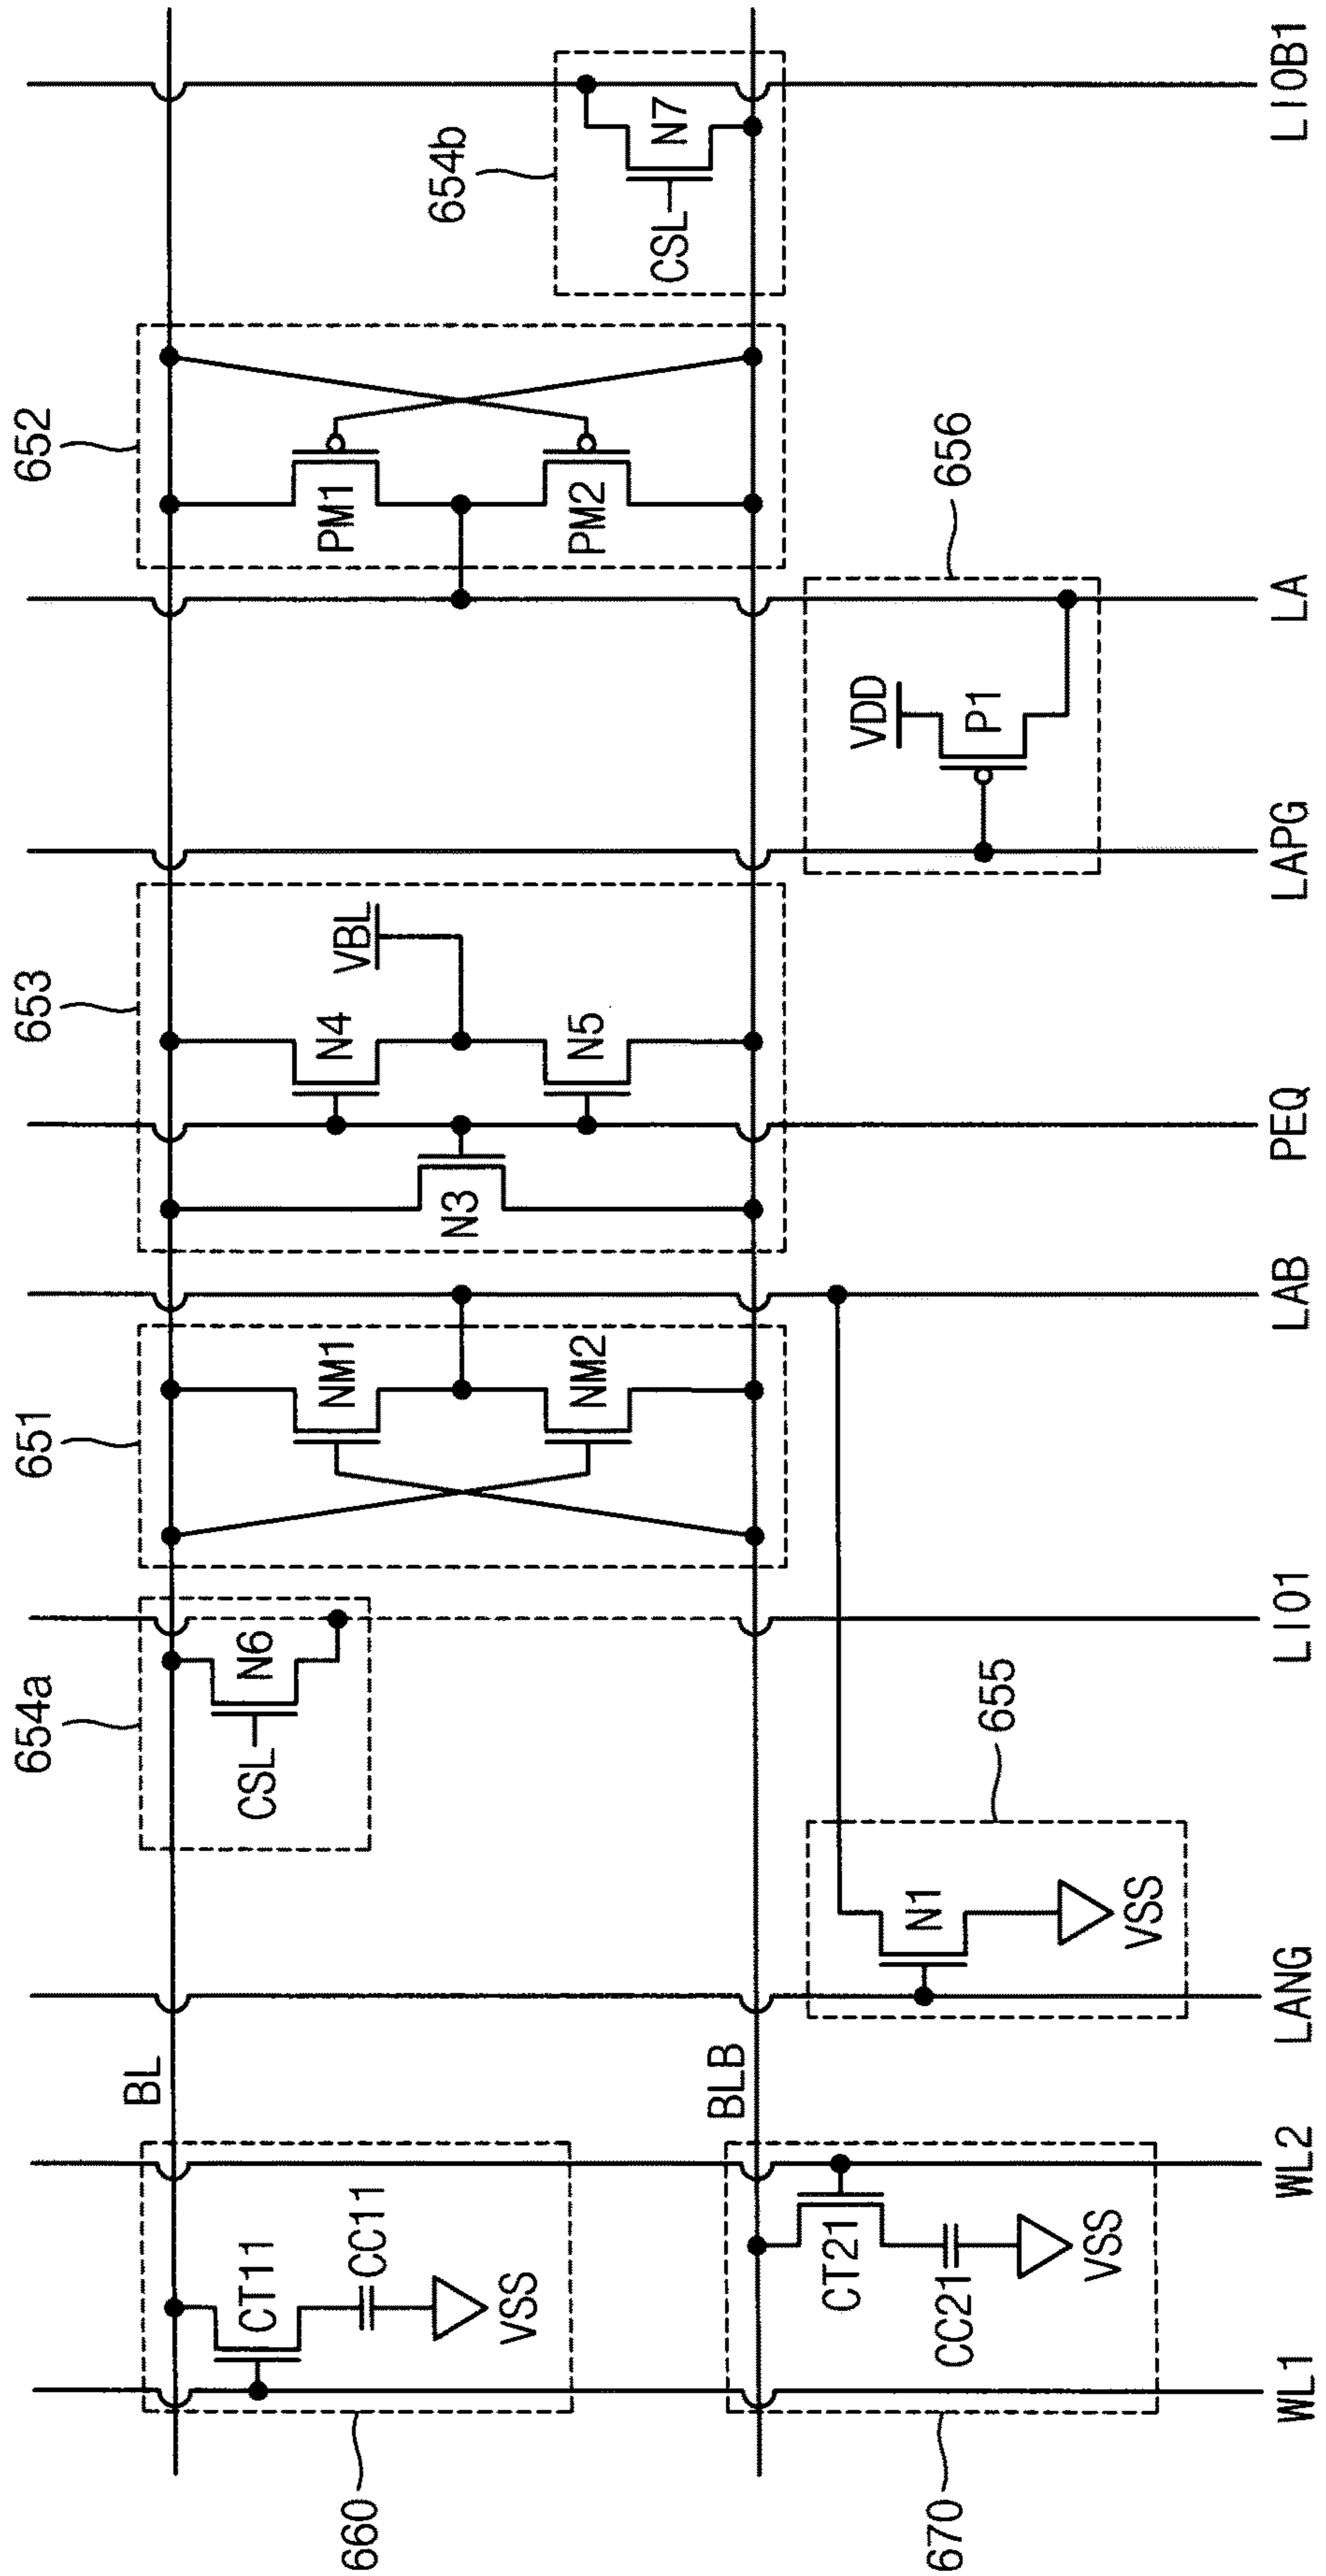 660
670
WL1
WL2
LANG
LIO1
LAB
PEQ
LAPG
LA
LIOB1
BL
BLB
CT11
CC11
VSS
CT21
CC21
VSS
654a
CSL
N6
655
N1
VSS
651
NM1
NM2
653
N3
N4
N5
VBL
656
VDD
P1
652
PM1
PM2
654b
CSL
N7